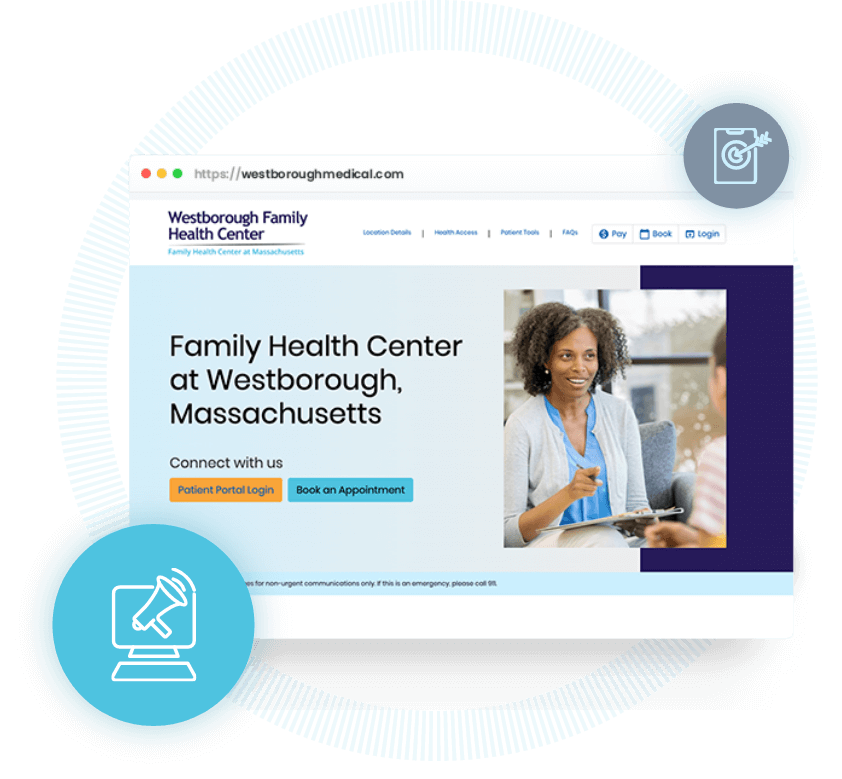 https://westboroughmedical.com
Westborough Family
Health Center
Family Health Center at Massachusetts
Location Details | Health Access | Patient Tools | FAQs Pay Book Login
Family Health Center
at Westborough,
Massachusetts
Connect with us
Patient Portal Login Book an Appointment
for non-urgent communications only. If this is an emergency, please call 911.